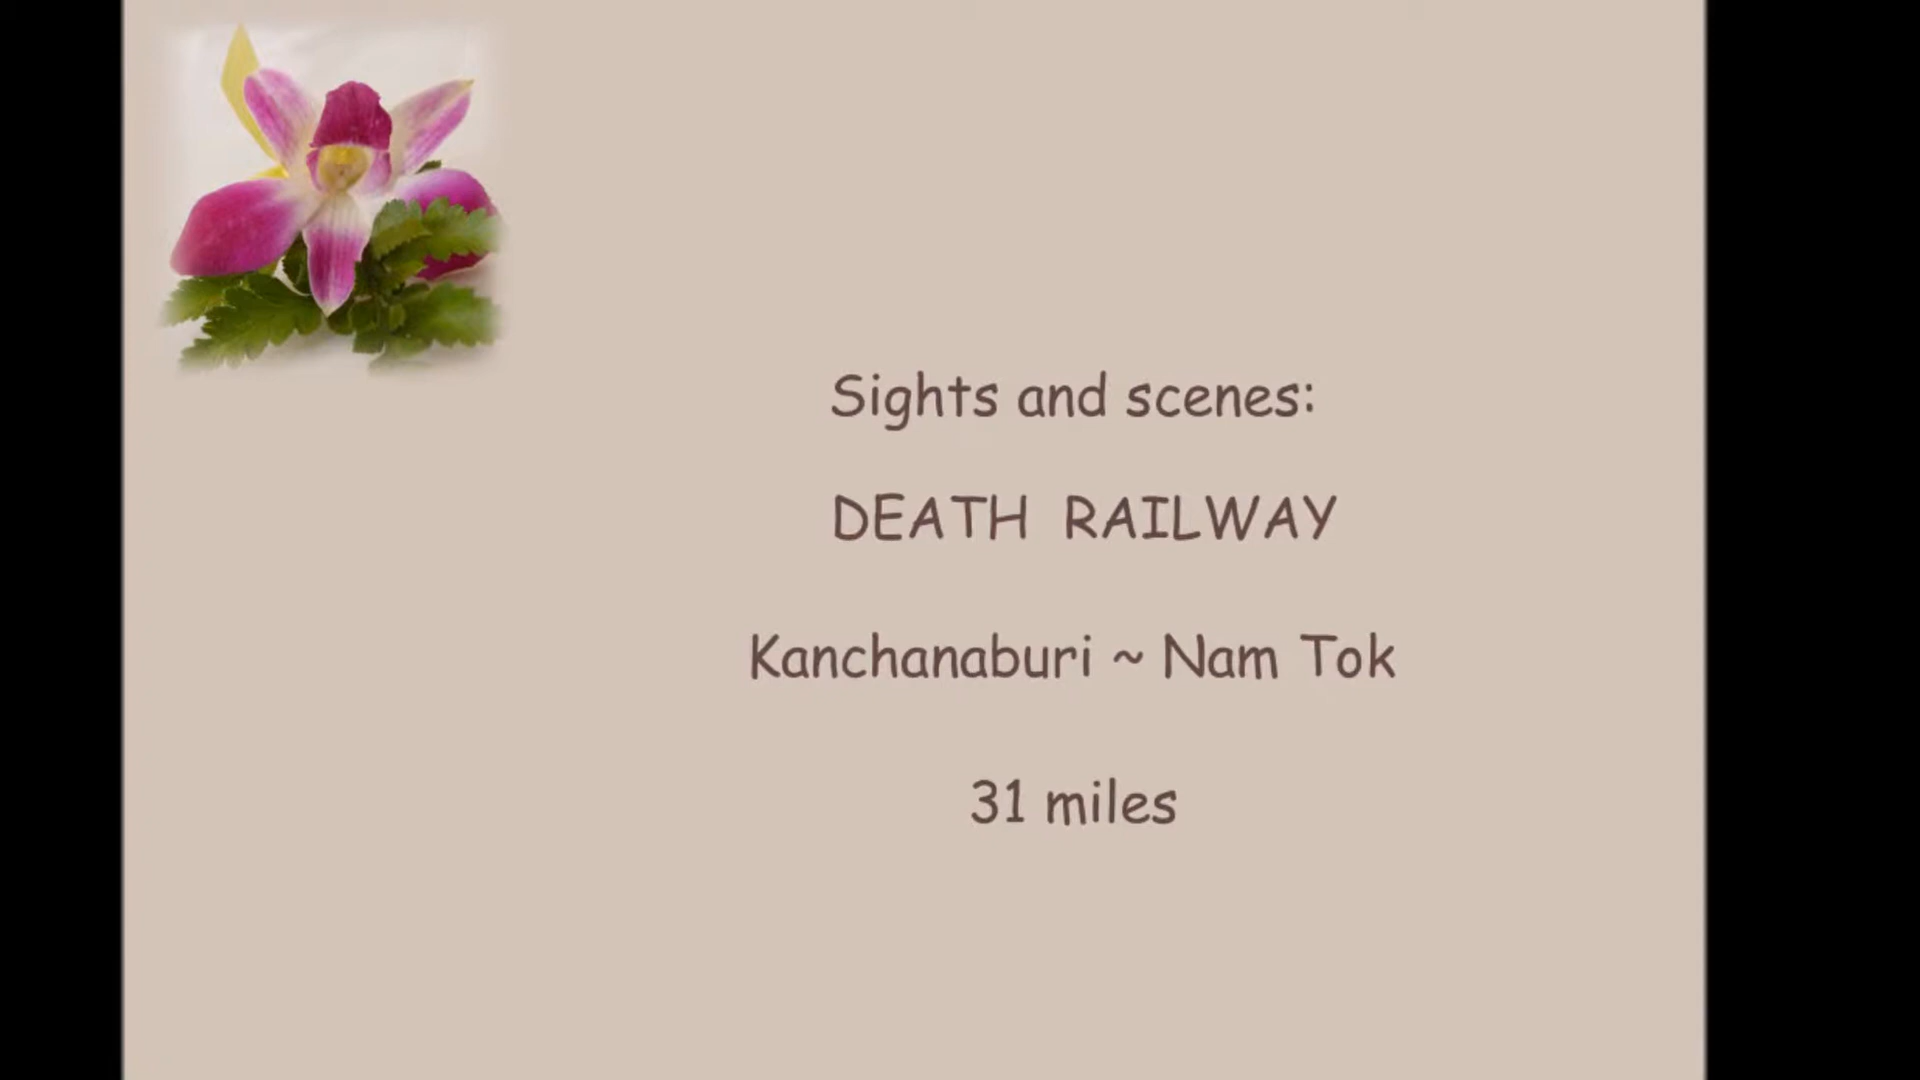 Sights and scenes:
DEATH RAILWAY
Kanchanaburi ~ Nam Tok
31 miles